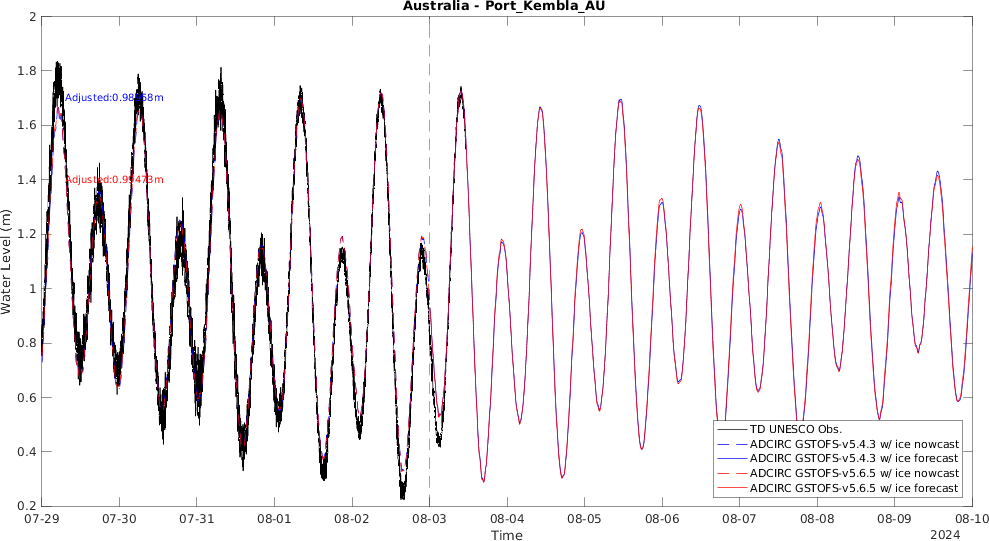 Australia - Port_Kembla_AU
Water Level (m)
2
1.8
1.6
1.4
1.2
1
0.8
0.6
0.4
0.2
Adjusted:
Adjusted:0.99473m
TD UNESCO Obs.
ADCIRC GSTOFS-v5.4.3 w/ ice nowcast
ADCIRC GSTOFS-v5.4.3 w/ ice forecast
ADCIRC GSTOFS-v5.6.5 w/ ice nowcast
ADCIRC GSTOFS-v5.6.5 w/ ice forecast
07-29 07-30 07-31 08-01 08-02 08-03 08-04 08-05 08-06 08-07 08-08 08-09 08-10
Time
2024